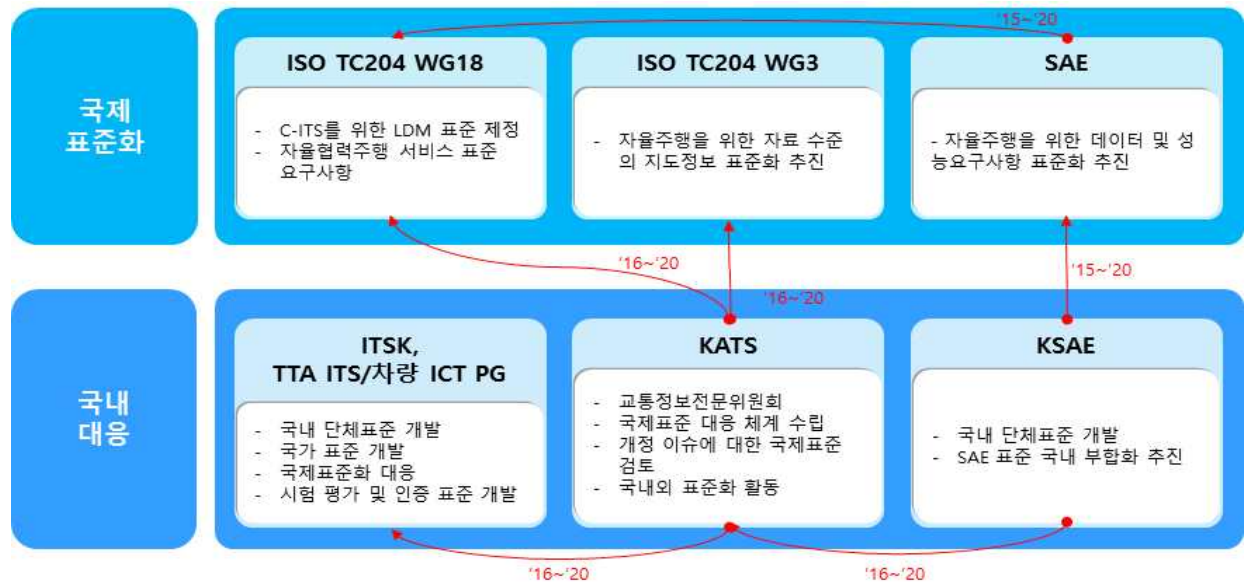 '15~'20
국제
표준화
ISO TC204 WG18
- C-ITS를 위한 LDM 표준 제정
- 자율협력주행 서비스 표준
요구사항
ISO TC204 WG3
- 자율주행을 위한 자료 수준
의 지도정보 표준화 추진
SAE
- 자율주행을 위한 데이터 및 성
능요구사항 표준화 추진
'16~'20
'16~'20
'15~'20
국내
대응
ITSK,
TTA ITS/차량 ICT PG
- 국내 단체표준 개발
- 국가 표준 개발
- 국제표준화 대응
- 시험 평가 및 인증 표준 개발
KATS
- 교통정보전문위원회
- 국제표준 대응 체계 수립
- 개정 이슈에 대한 국제표준
검토
- 국내외 표준화 활동
KSAE
- 국내 단체표준 개발
- SAE 표준 국내 부합화 추진
'16~'20
'16~'20